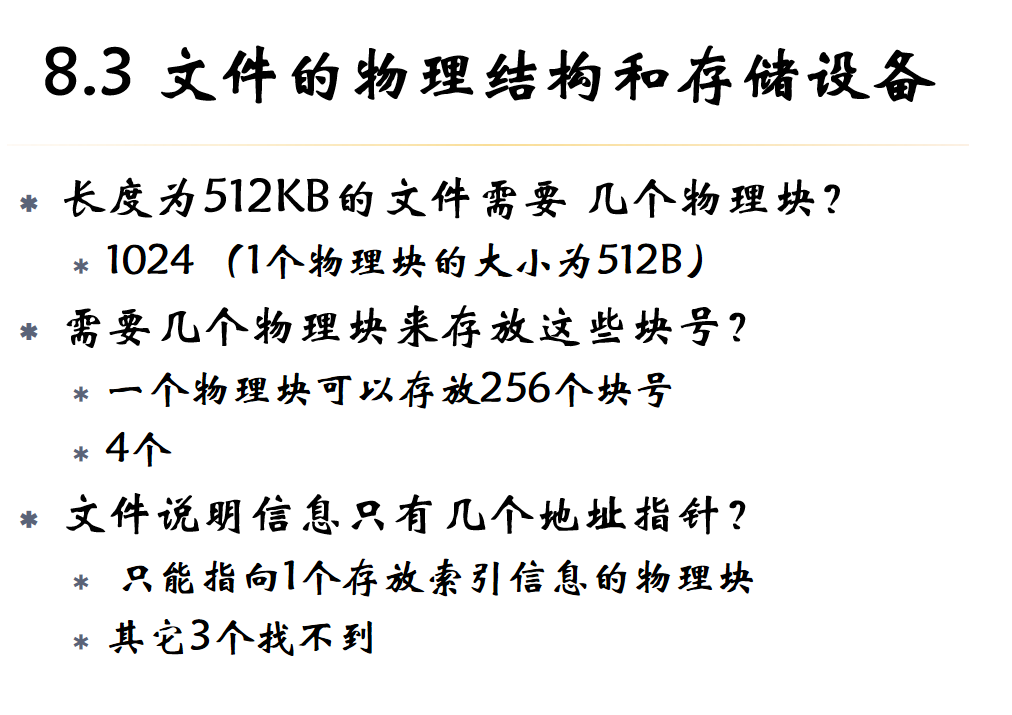 8.3 文件的物理结构和存储设备
长度为512KB的文件需要 几个物理块？
1024 （1个物理块的大小为512B）
需要几个物理块来存放这些块号？
一个物理块可以存放256个块号
4个
文件说明信息只有几个地址指针？
只能指向1个存放索引信息的物理块
其它3个找不到